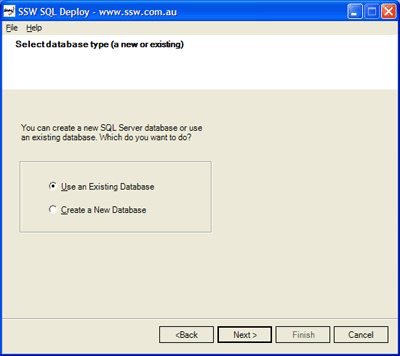 SSW SQL Deploy - www.ssw.com.au
File Help
Select database type (a new or existing)
You can create a new SQL Server database or use
an existing database. Which do you want to do?
Use an Existing Database
Create a New Database
<Back Next > Finish Cancel